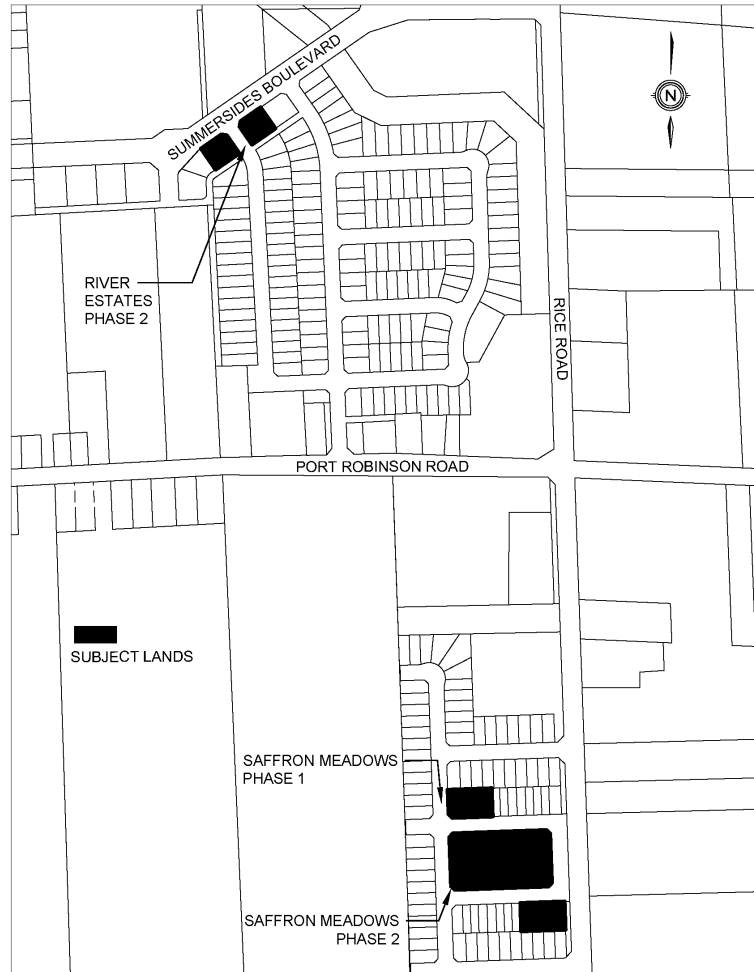 SUMMERSIDES BOULEVARD
N
RIVER
ESTATES
PHASE 2
RICE ROAD
PORT ROBINSON ROAD
SUBJECT LANDS
SAFFRON MEADOWS
PHASE 1
SAFFRON MEADOWS
PHASE 2